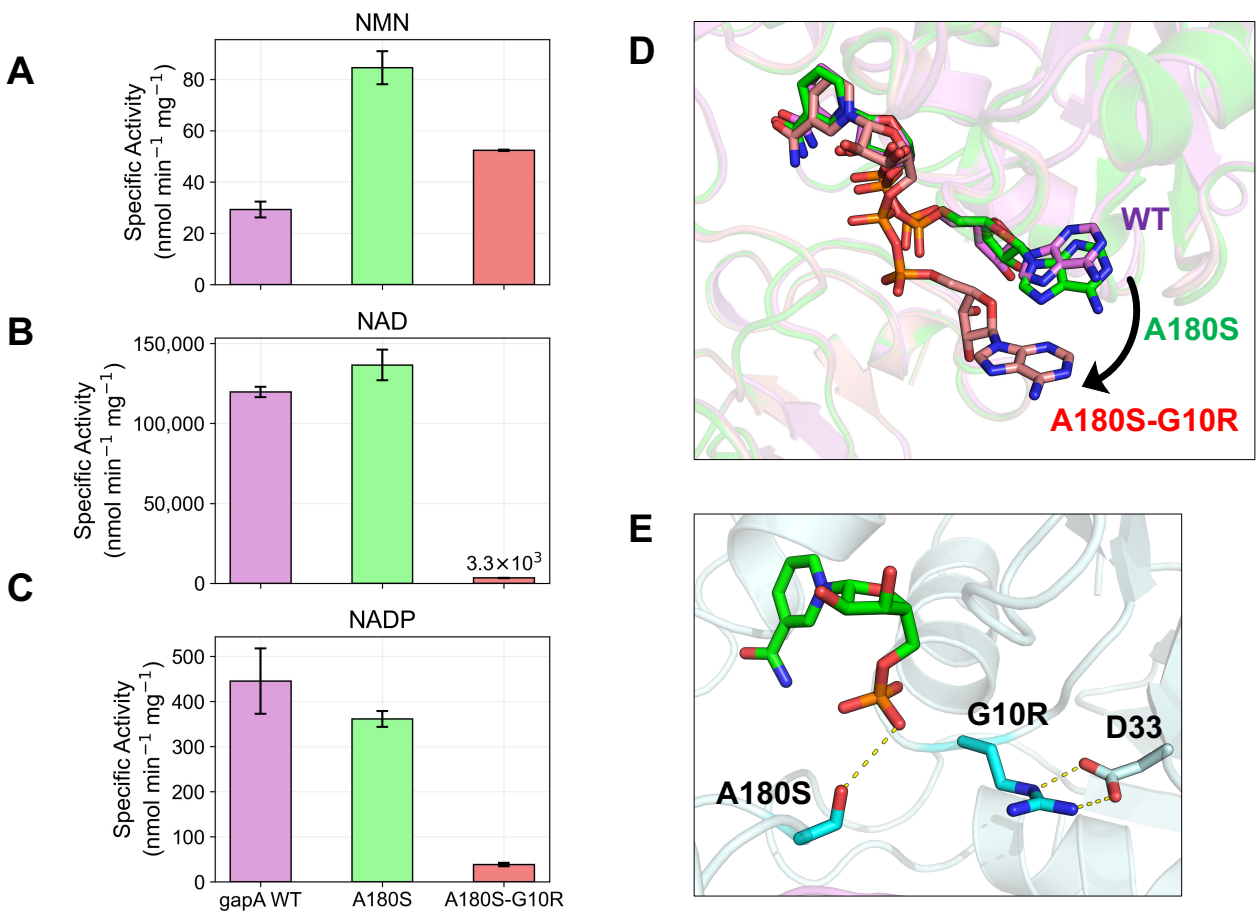 A
NMN
Specific Activity
(nmol min⁻¹ mg⁻¹)
80
60
40
20
0
B
NAD
Specific Activity
(nmol min⁻¹ mg⁻¹)
150,000
100,000
50,000
0
3.3×10³
C
NADP
Specific Activity
(nmol min⁻¹ mg⁻¹)
500
400
300
200
100
0
gapA WT
A180S
A180S-G10R
D
WT
A180S
A180S-G10R
E
G10R
D33
A180S